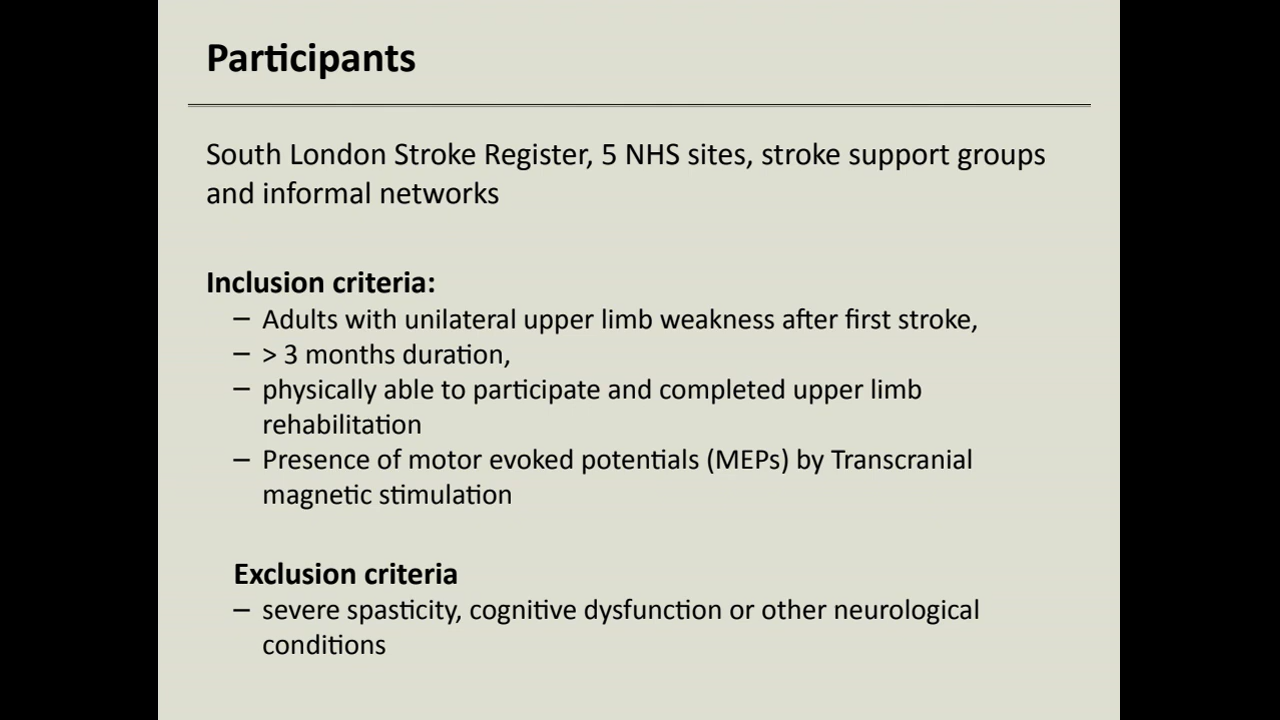 Participants
South London Stroke Register, 5 NHS sites, stroke support groups
and informal networks
Inclusion criteria:
– Adults with unilateral upper limb weakness after first stroke,
– > 3 months duration,
– physically able to participate and completed upper limb
rehabilitation
– Presence of motor evoked potentials (MEPs) by Transcranial
magnetic stimulation
Exclusion criteria
– severe spasticity, cognitive dysfunction or other neurological
conditions